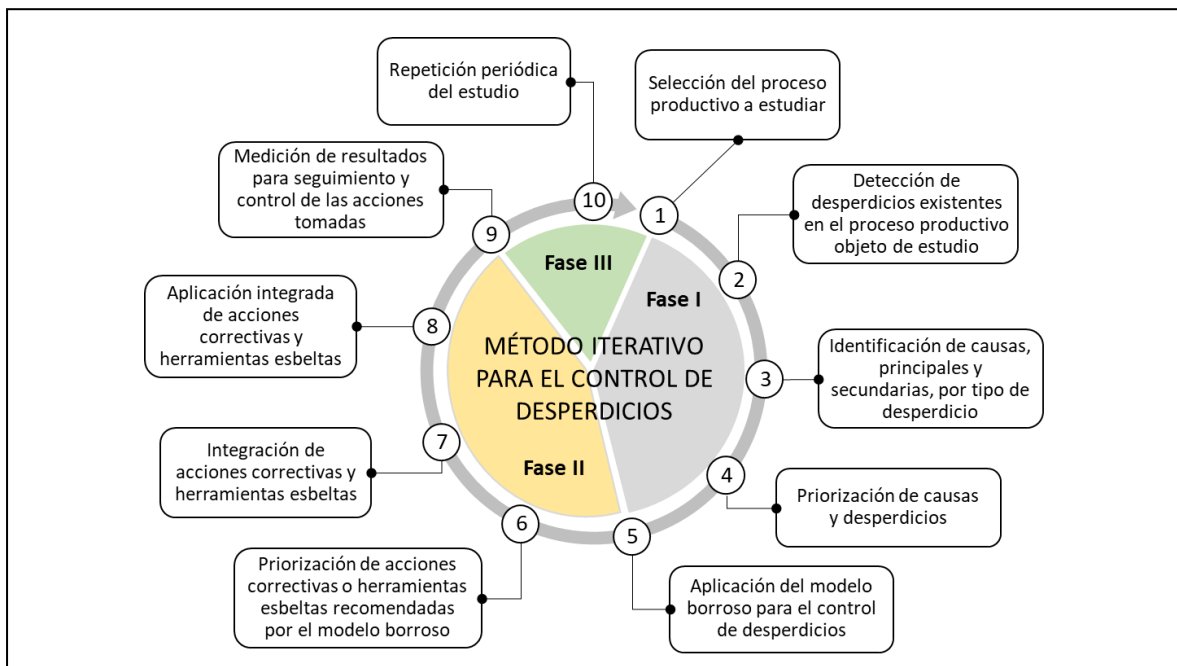 Repetición periódica
del estudio
Selección del proceso
productivo a estudiar
Medición de resultados
para seguimiento y
control de las acciones
tomadas
Detección de
desperdicios existentes
en el proceso productivo
objeto de estudio
Aplicación integrada
de acciones
correctivas y
herramientas esbeltas
Identificación de causas,
principales y
secundarias, por tipo de
desperdicio
Integración de
acciones correctivas y
herramientas esbeltas
Priorización de causas
y desperdicios
Priorización de acciones
correctivas o herramientas
esbeltas recomendadas
por el modelo borroso
Aplicación del modelo
borroso para el control
de desperdicios
10
1
9
2
8
3
7
4
6
5
Fase III
Fase I
MÉTODO ITERATIVO
PARA EL CONTROL DE
DESPERDICIOS
Fase II